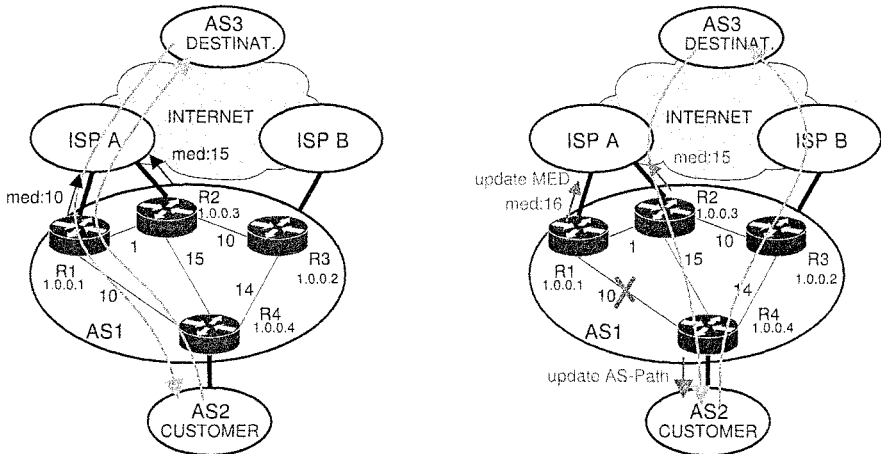 AS3
DESTINAT.
INTERNET
ISP A
ISP B
med:15
med:10
R2
1.0.0.3
R1
1.0.0.1
1
10
R3
1.0.0.2
15
14
10
R4
1.0.0.4
AS1
AS2
CUSTOMER
AS3
DESTINAT.
INTERNET
ISP A
ISP B
med:15
update MED
med:16
R2
1.0.0.3
R1
1.0.0.1
1
10
R3
1.0.0.2
15
14
10
R4
1.0.0.4
AS1
update AS-Path
AS2
CUSTOMER